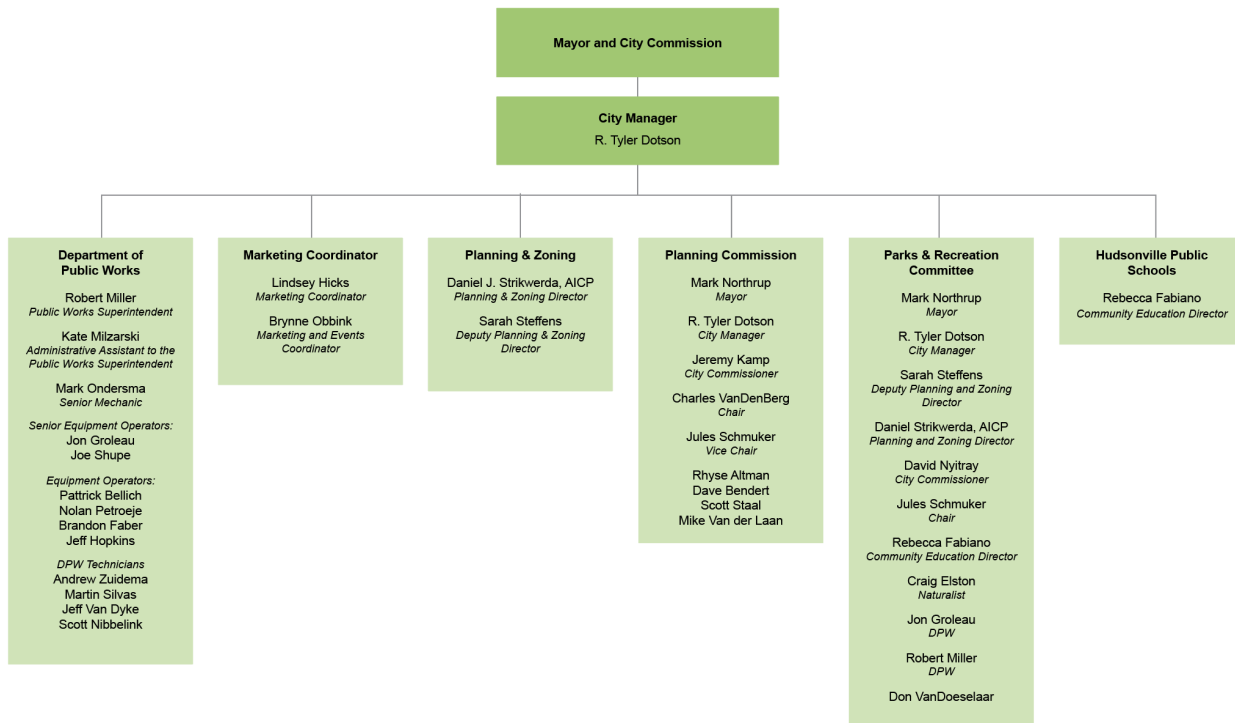 Mayor and City Commission
City Manager
R. Tyler Dotson
Department of
Public Works
Robert Miller
Public Works Superintendent
Kate Milzarski
Administrative Assistant to the
Public Works Superintendent
Mark Ondersma
Senior Mechanic
Senior Equipment Operators:
Jon Groleau
Joe Shupe
Equipment Operators:
Pattrick Bellich
Nolan Petroeje
Brandon Faber
Jeff Hopkins
DPW Technicians
Andrew Zuidema
Martin Silvas
Jeff Van Dyke
Scott Nibbelink
Marketing Coordinator
Lindsey Hicks
Marketing Coordinator
Brynne Obbink
Marketing and Events
Coordinator
Planning & Zoning
Daniel J. Strikwerda, AICP
Planning & Zoning Director
Sarah Steffens
Deputy Planning & Zoning
Director
Planning Commission
Mark Northrup
Mayor
R. Tyler Dotson
City Manager
Jeremy Kamp
City Commissioner
Charles VanDenBerg
Chair
Jules Schmuker
Vice Chair
Rhyse Altman
Dave Bendert
Scott Staal
Mike Van der Laan
Parks & Recreation
Committee
Mark Northrup
Mayor
R. Tyler Dotson
City Manager
Sarah Steffens
Deputy Planning and Zoning
Director
Daniel Strikwerda, AICP
Planning and Zoning Director
David Nyitray
City Commissioner
Jules Schmuker
Chair
Rebecca Fabiano
Community Education Director
Craig Elston
Naturalist
Jon Groleau
DPW
Robert Miller
DPW
Don VanDoeselaar
Hudsonville Public
Schools
Rebecca Fabiano
Community Education Director